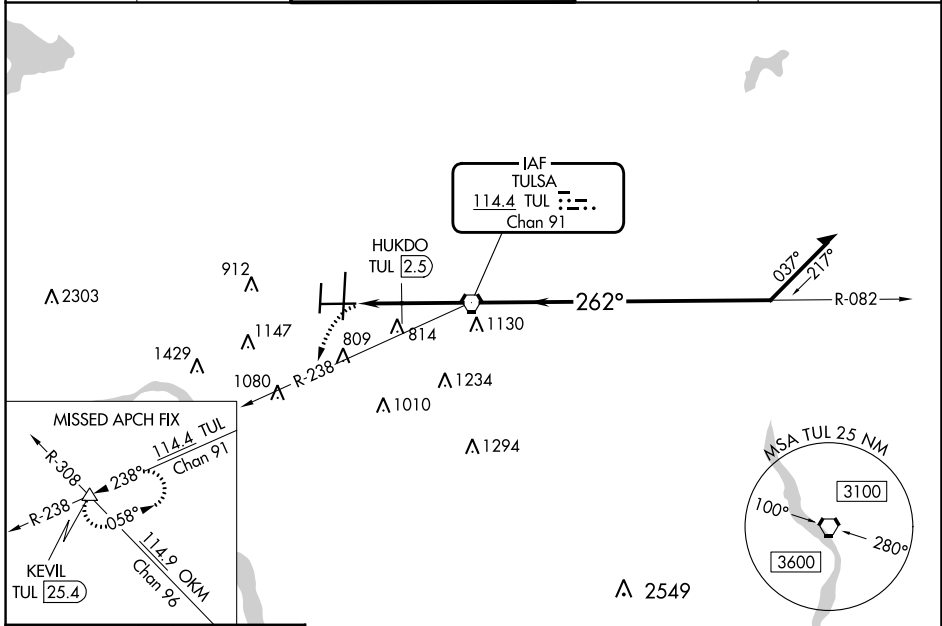 IAF
TULSA
114.4 TUL
Chan 91
HUKDO
TUL 2.5
037°
217°
262°
R-082
912
2303
1147
1429
809
814
1130
1080
R-238
1234
1010
1294
MISSED APCH FIX
R-308
114.4 TUL
Chan 91
238°
R-238
058°
114.9 OKM
Chan 96
KEVIL
TUL 25.4
MSA TUL 25 NM
3100
100°
280°
3600
2549